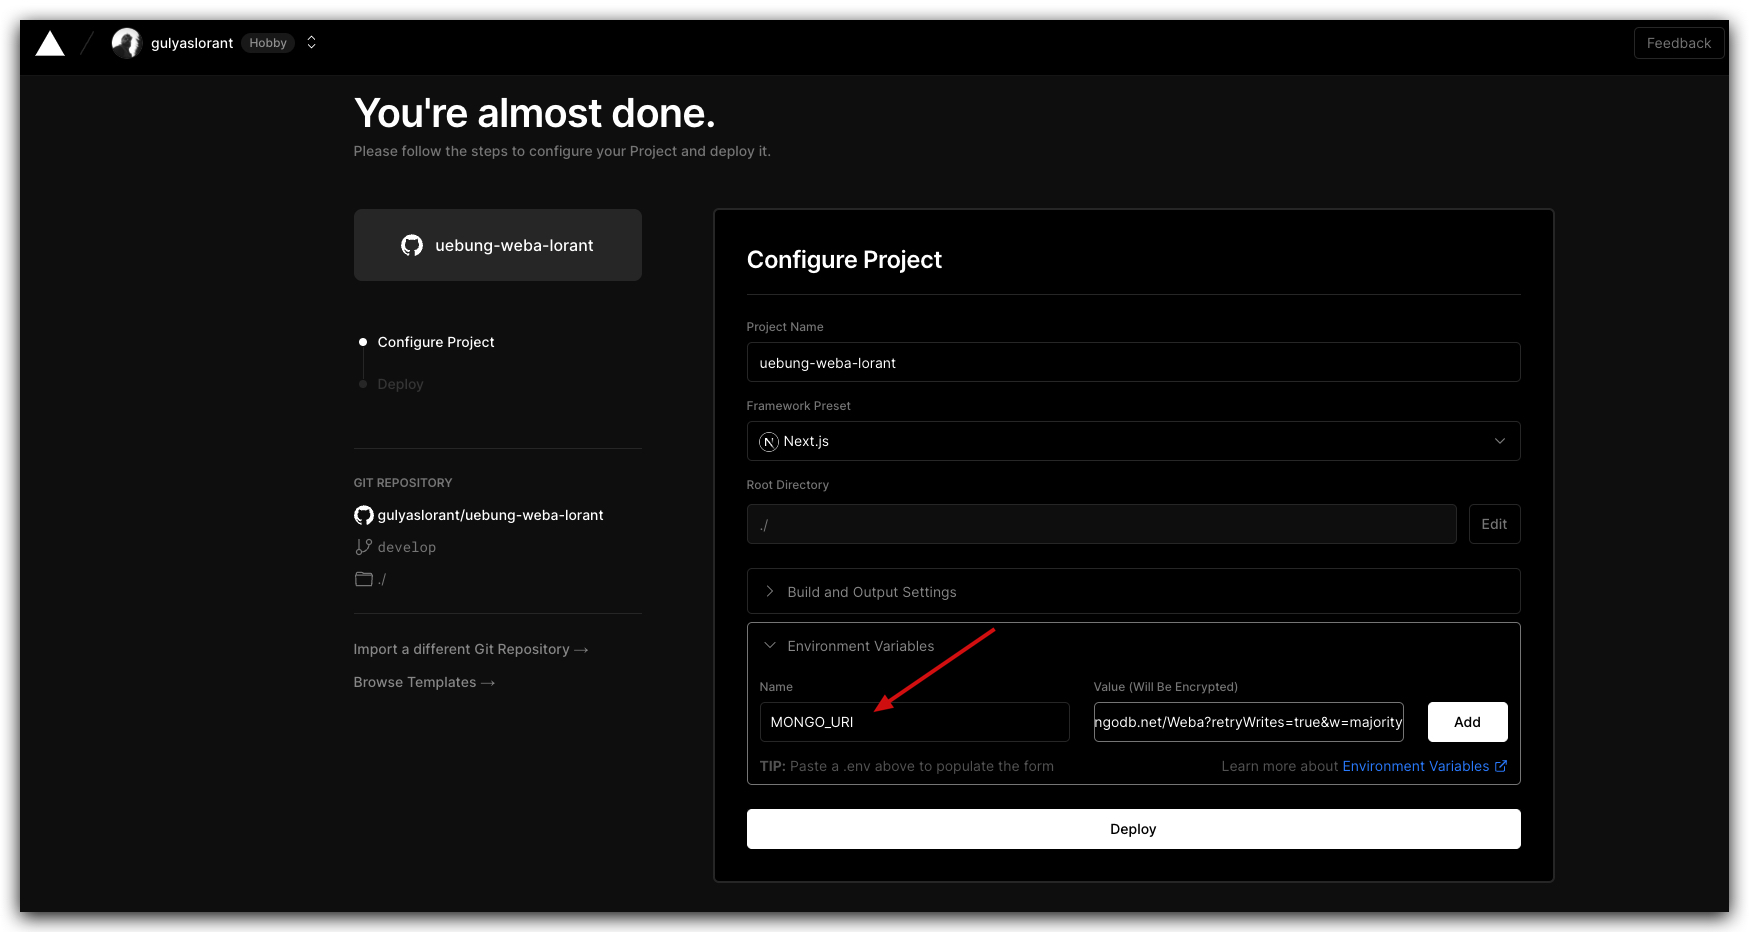 gulyaslorant Hobby
Feedback
You're almost done.
Please follow the steps to configure your Project and deploy it.
uebung-weba-lorant
Configure Project
Deploy
GIT REPOSITORY
gulyaslorant/uebung-weba-lorant
develop
./
Import a different Git Repository →
Browse Templates →
Configure Project
Project Name
uebung-weba-lorant
Framework Preset
N Next.js
Root Directory
./
Edit
Build and Output Settings
Environment Variables
Name
Value (Will Be Encrypted)
MONGO_URI
ngodb.net/Weba?retryWrites=true&w=majority
Add
TIP: Paste a .env above to populate the form
Learn more about Environment Variables
Deploy